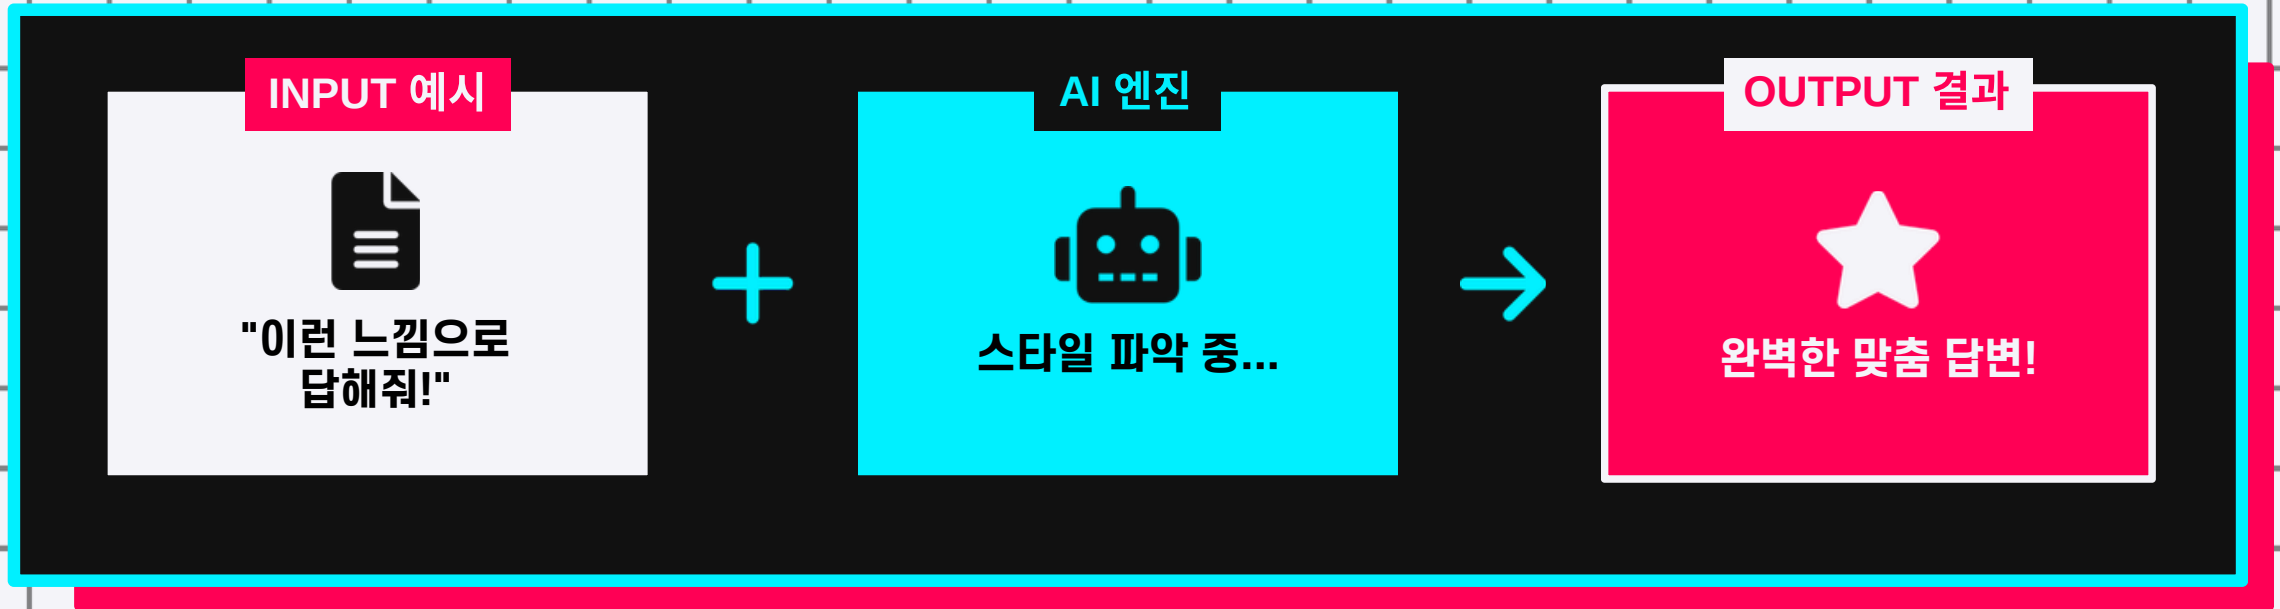 INPUT 예시
"이런 느낌으로
답해줘!"
AI 엔진
스타일 파악 중...
OUTPUT 결과
완벽한 맞춤 답변!